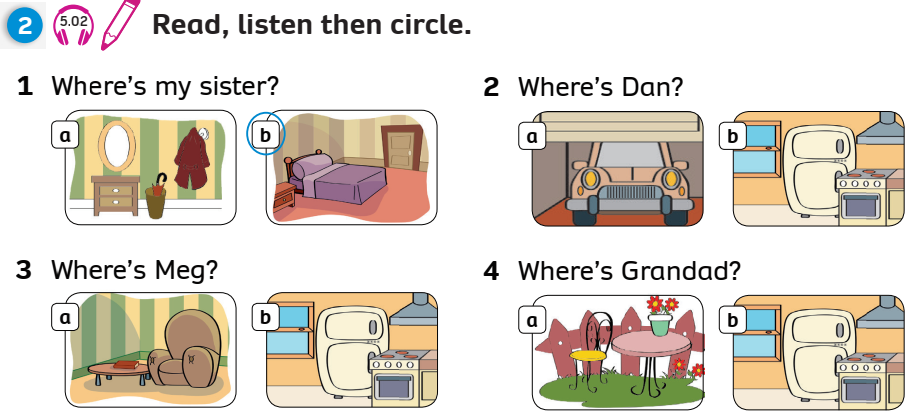 2 5.02 Read, listen then circle.
1 Where's my sister?
a b
2 Where's Dan?
a b
3 Where's Meg?
a b
4 Where's Grandad?
a b